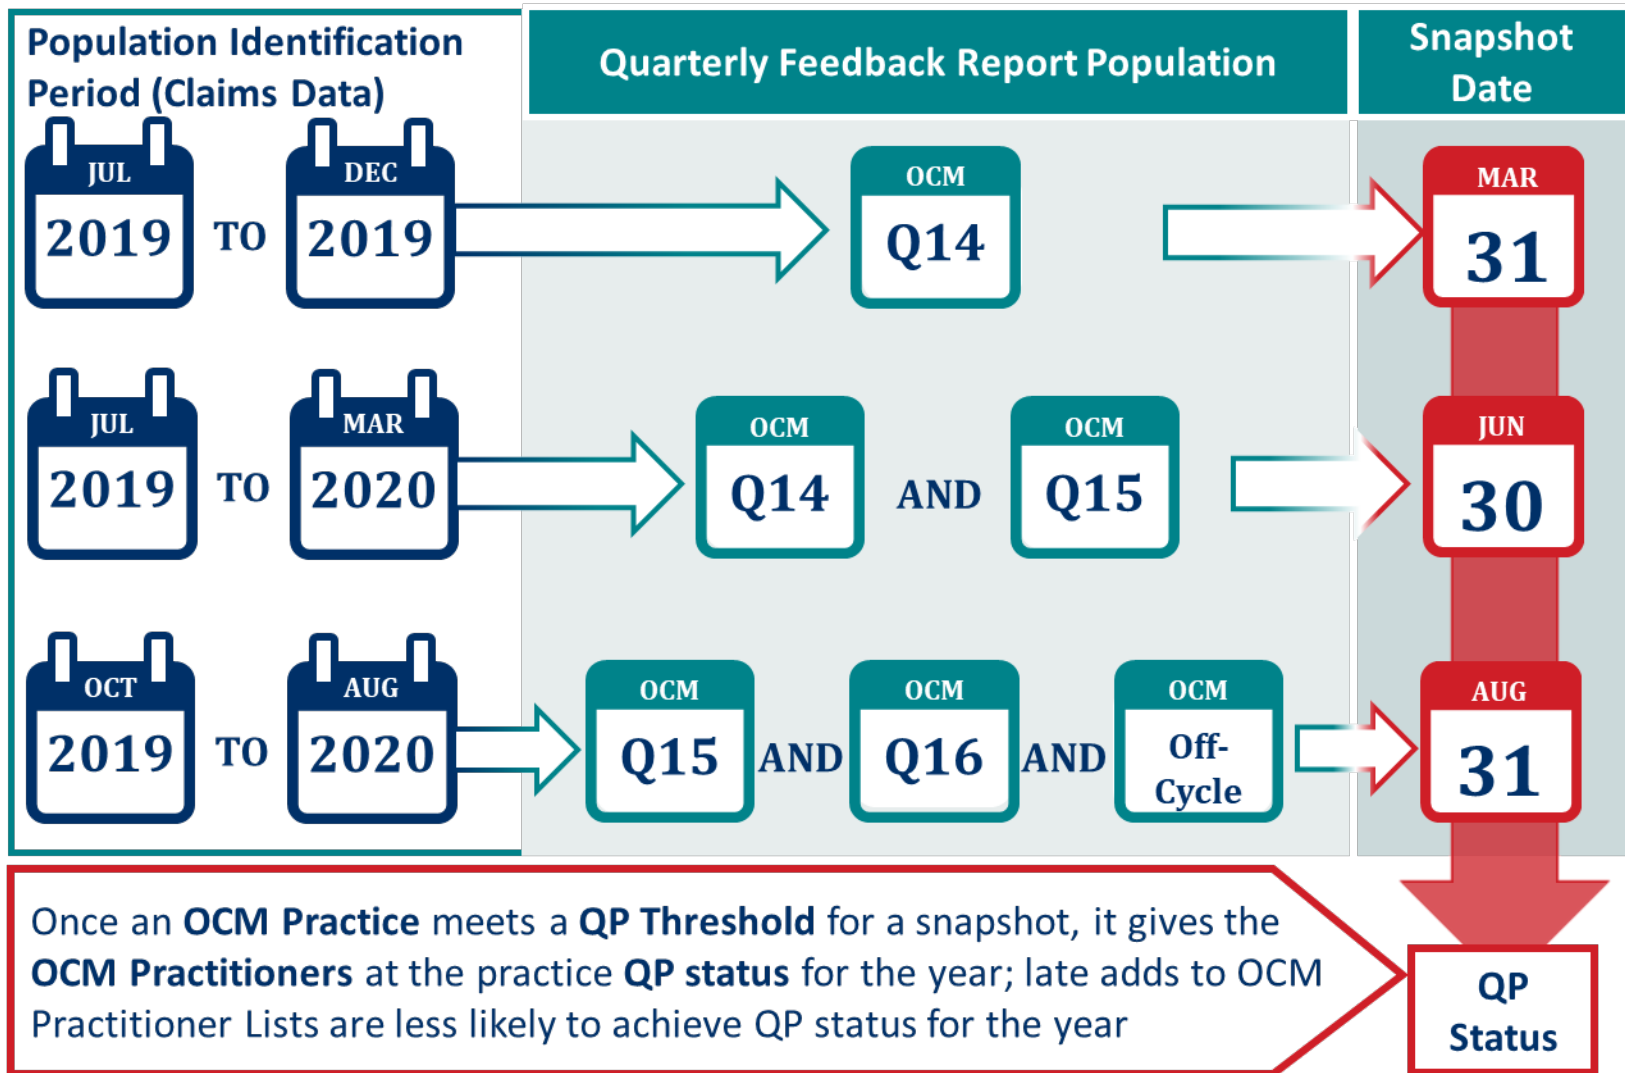 Population Identification
Period (Claims Data)
Quarterly Feedback Report Population
Snapshot
Date
JUL
2019
TO
DEC
2019
OCM
Q14
MAR
31
JUL
2019
TO
MAR
2020
OCM
Q14
AND
OCM
Q15
JUN
30
OCT
2019
TO
AUG
2020
OCM
Q15
AND
OCM
Q16
AND
OCM
Off-
Cycle
AUG
31
Once an OCM Practice meets a QP Threshold for a snapshot, it gives the
OCM Practitioners at the practice QP status for the year; late adds to OCM
Practitioner Lists are less likely to achieve QP status for the year
QP
Status